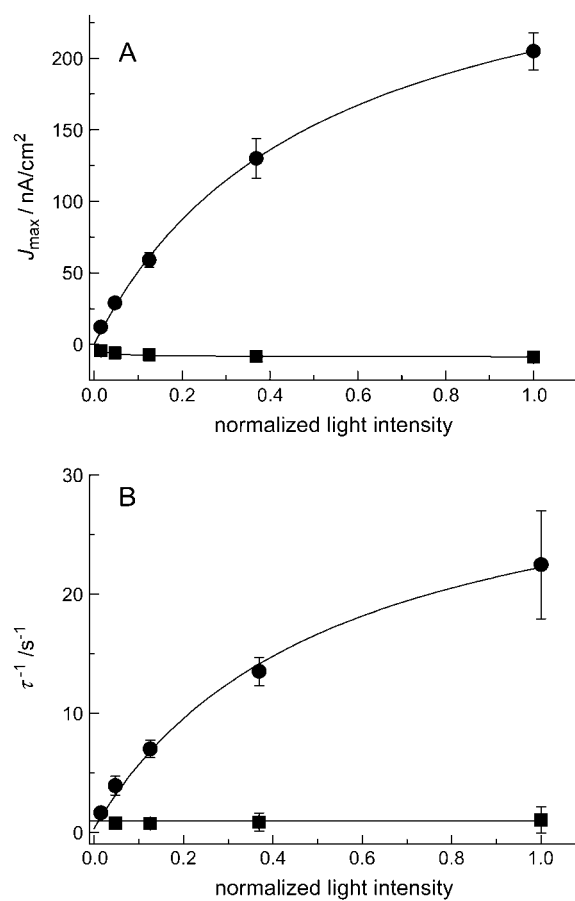 A
200
150
100
50
0
J_max / nA/cm²
0.0 0.2 0.4 0.6 0.8 1.0
normalized light intensity
B
30
20
10
0
τ⁻¹ /s⁻¹
0.0 0.2 0.4 0.6 0.8 1.0
normalized light intensity